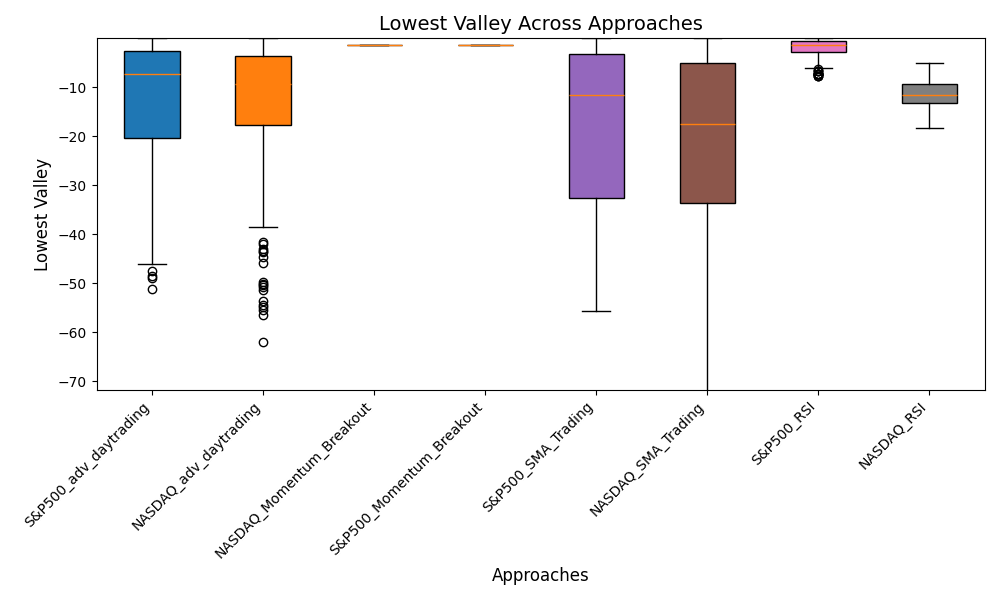 Lowest Valley Across Approaches
Lowest Valley
−10
−20
−30
−40
−50
−60
−70
S&P500_adv_daytrading
NASDAQ_adv_daytrading
NASDAQ_Momentum_Breakout
S&P500_Momentum_Breakout
S&P500_SMA_Trading
NASDAQ_SMA_Trading
S&P500_RSI
NASDAQ_RSI
Approaches